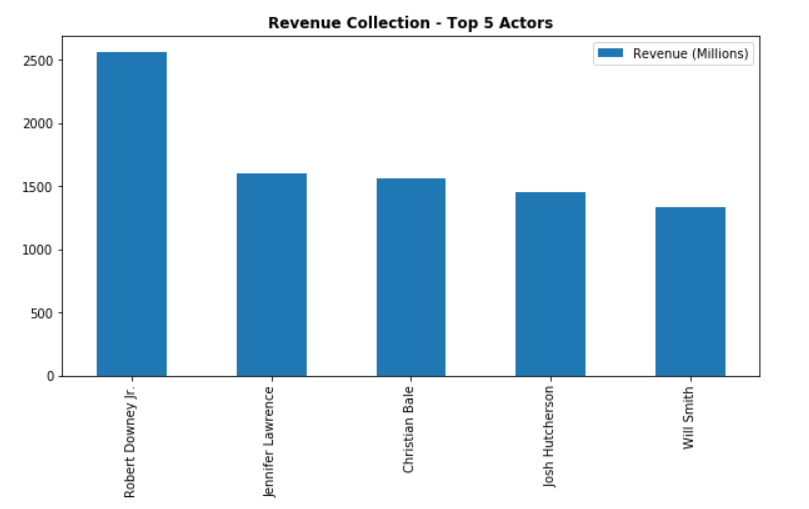 Revenue Collection - Top 5 Actors
Revenue (Millions)
2500
2000
1500
1000
500
0
Robert Downey Jr.
Jennifer Lawrence
Christian Bale
Josh Hutcherson
Will Smith